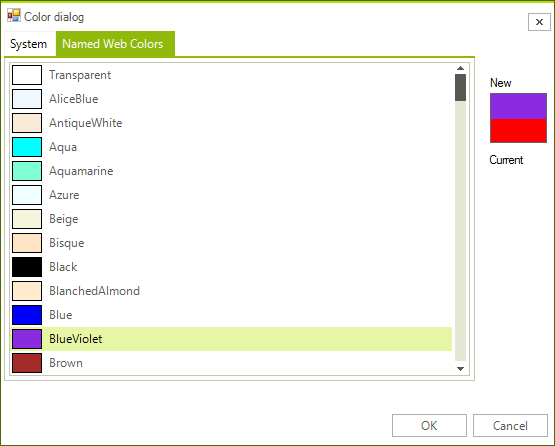 Color dialog
System
Named Web Colors
Transparent
AliceBlue
AntiqueWhite
Aqua
Aquamarine
Azure
Beige
Bisque
Black
BlanchedAlmond
Blue
BlueViolet
Brown
New
Current
OK
Cancel